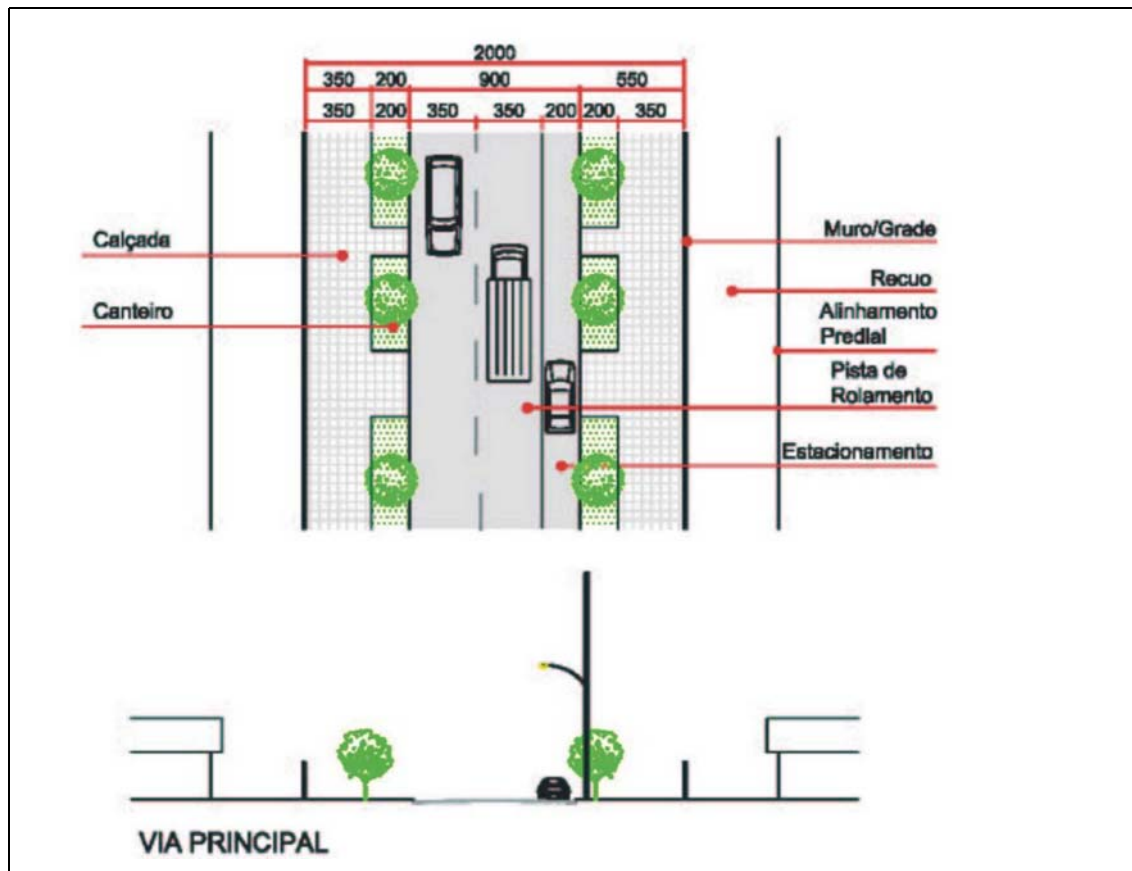 2000
350 200 900 550
350 200 350 350 200 200 350
Calçada
Canteiro
Muro/Grade
Recuo
Alinhamento
Predial
Pista de
Rolamento
Estacionamento
VIA PRINCIPAL